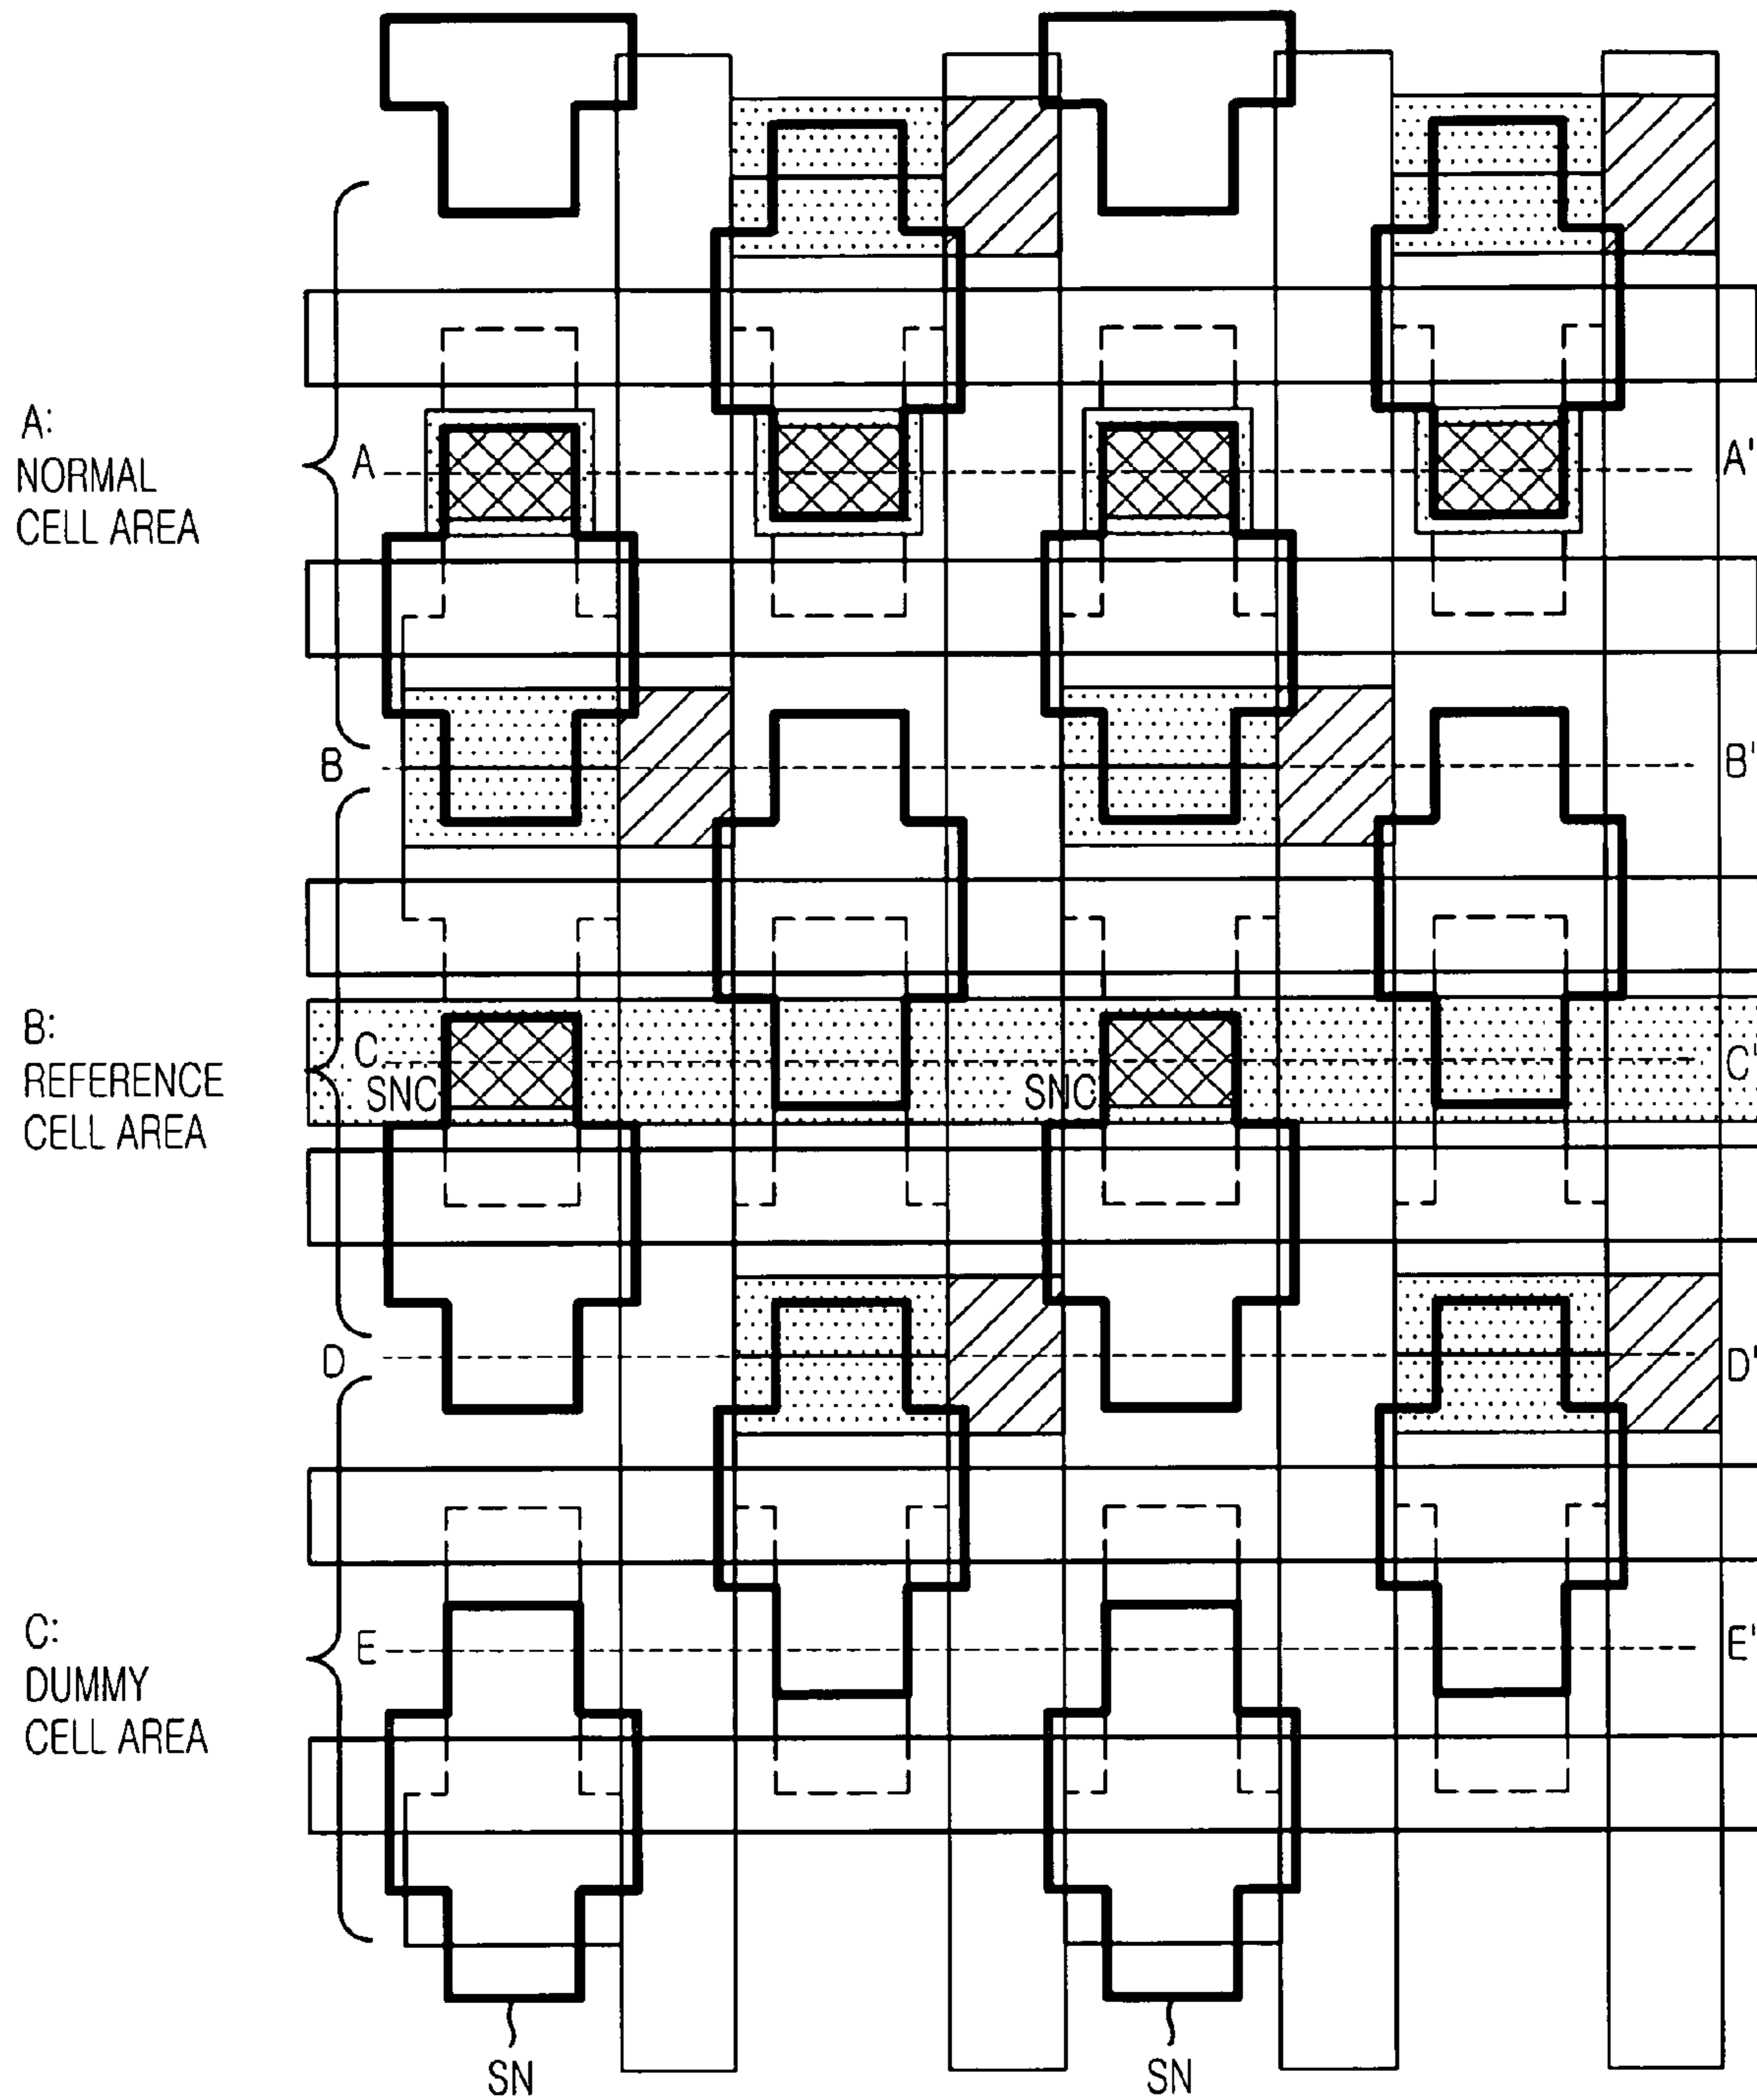 A:
NORMAL
CELL AREA
A
A'
B
B'
B:
REFERENCE
CELL AREA
C
C'
SNC
SNC
D
D'
C:
DUMMY
CELL AREA
E
E'
SN
SN